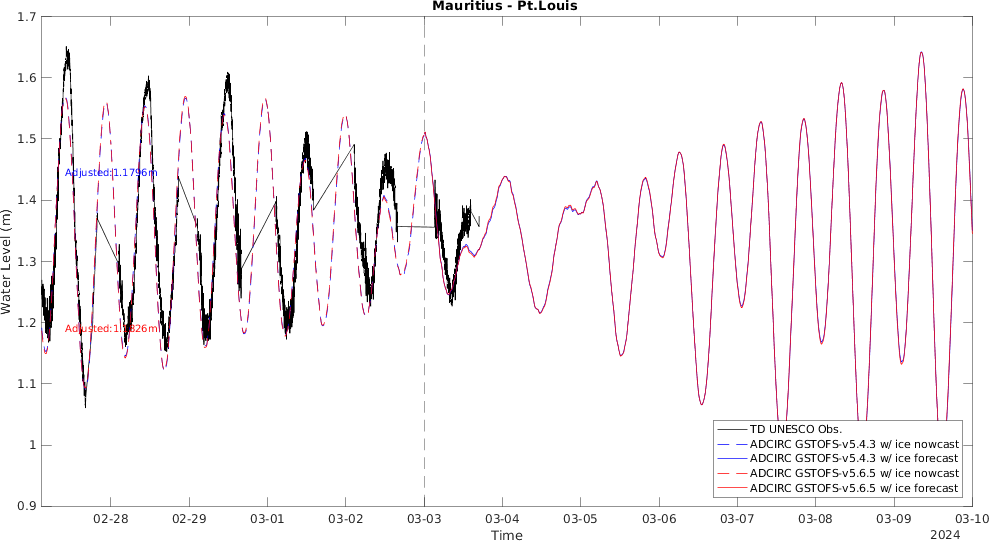 Mauritius - Pt.Louis
1.7
1.6
1.5
1.4
1.3
1.2
1.1
1
0.9
Water Level (m)
Adjusted:1.1796m
Adjusted:1.1826m
TD UNESCO Obs.
ADCIRC GSTOFS-v5.4.3 w/ ice nowcast
ADCIRC GSTOFS-v5.4.3 w/ ice forecast
ADCIRC GSTOFS-v5.6.5 w/ ice nowcast
ADCIRC GSTOFS-v5.6.5 w/ ice forecast
02-28 02-29 03-01 03-02 03-03 03-04 03-05 03-06 03-07 03-08 03-09 03-10
Time
2024